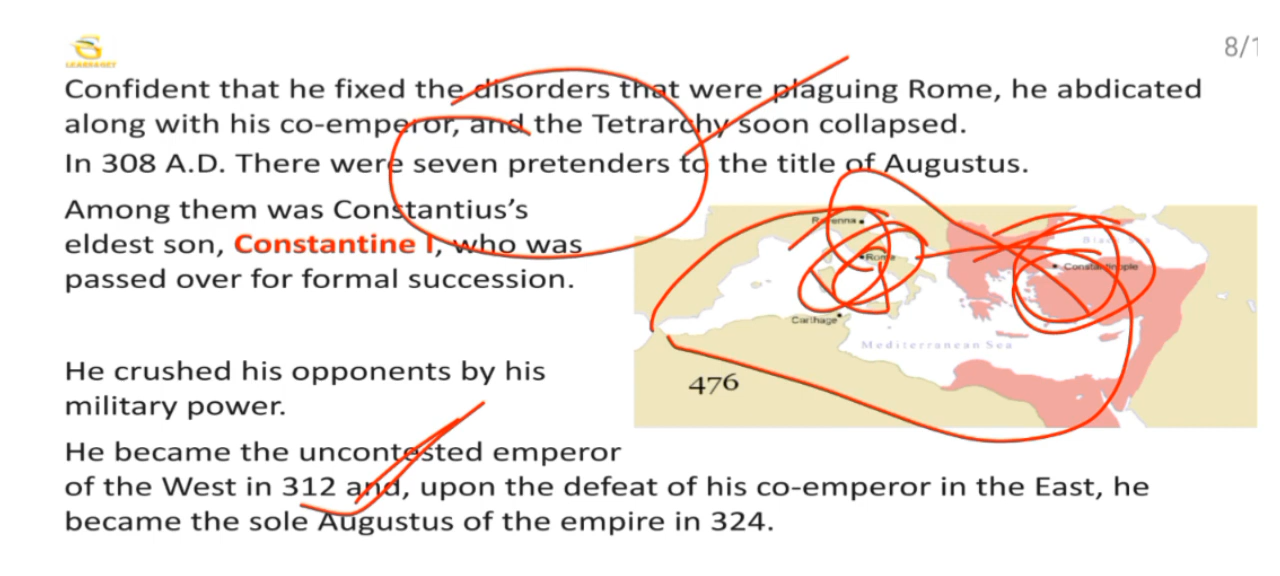 LEARN4GET
8/1
Confident that he fixed the disorders that were plaguing Rome, he abdicated
along with his co-emperor, and the Tetrarchy soon collapsed.
In 308 A.D. There were seven pretenders to the title of Augustus.
Among them was Constantius's
eldest son, Constantine I, who was
passed over for formal succession.
Ravenna
Rome
Constantinople
Carthage
Mediterranean Sea
476
He crushed his opponents by his
military power.
He became the uncontested emperor
of the West in 312 and, upon the defeat of his co-emperor in the East, he
became the sole Augustus of the empire in 324.